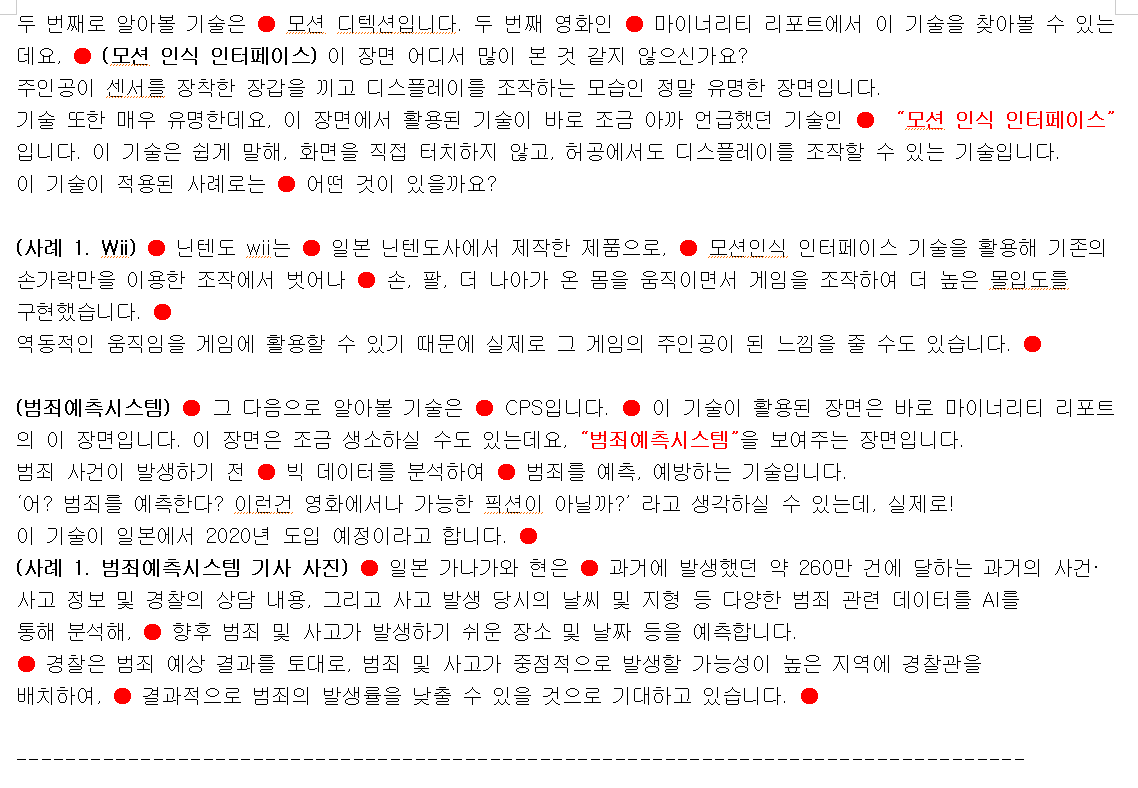 두 번째로 알아볼 기술은 ● 모션 디텍션입니다. 두 번째 영화인 ● 마이너리티 리포트에서 이 기술을 찾아볼 수 있는
데요, ● (모션 인식 인터페이스) 이 장면 어디서 많이 본 것 같지 않으신가요?
주인공이 센서를 장착한 장갑을 끼고 디스플레이를 조작하는 모습인 정말 유명한 장면입니다.
기술 또한 매우 유명한데요, 이 장면에서 활용된 기술이 바로 조금 아까 언급했던 기술인 ● “모션 인식 인터페이스”
입니다. 이 기술은 쉽게 말해, 화면을 직접 터치하지 않고, 허공에서도 디스플레이를 조작할 수 있는 기술입니다.
이 기술이 적용된 사례로는 ● 어떤 것이 있을까요?
(사례 1. Wii) ● 닌텐도 wii는 ● 일본 닌텐도사에서 제작한 제품으로, ● 모션인식 인터페이스 기술을 활용해 기존의
손가락만을 이용한 조작에서 벗어나 ● 손, 팔, 더 나아가 온 몸을 움직이면서 게임을 조작하여 더 높은 몰입도를
구현했습니다. ●
역동적인 움직임을 게임에 활용할 수 있기 때문에 실제로 그 게임의 주인공이 된 느낌을 줄 수도 있습니다. ●
(범죄예측시스템) ● 그 다음으로 알아볼 기술은 ● CPS입니다. ● 이 기술이 활용된 장면은 바로 마이너리티 리포트
의 이 장면입니다. 이 장면은 조금 생소하실 수도 있는데요, “범죄예측시스템”을 보여주는 장면입니다.
범죄 사건이 발생하기 전 ● 빅 데이터를 분석하여 ● 범죄를 예측, 예방하는 기술입니다.
‘어? 범죄를 예측한다? 이런건 영화에서나 가능한 픽션이 아닐까?’ 라고 생각하실 수 있는데, 실제로!
이 기술이 일본에서 2020년 도입 예정이라고 합니다. ●
(사례 1. 범죄예측시스템 기사 사진) ● 일본 가나가와 현은 ● 과거에 발생했던 약 260만 건에 달하는 과거의 사건·
사고 정보 및 경찰의 상담 내용, 그리고 사고 발생 당시의 날씨 및 지형 등 다양한 범죄 관련 데이터를 AI를
통해 분석해, ● 향후 범죄 및 사고가 발생하기 쉬운 장소 및 날짜 등을 예측합니다.
● 경찰은 범죄 예상 결과를 토대로, 범죄 및 사고가 중점적으로 발생할 가능성이 높은 지역에 경찰관을
배치하여, ● 결과적으로 범죄의 발생률을 낮출 수 있을 것으로 기대하고 있습니다. ●